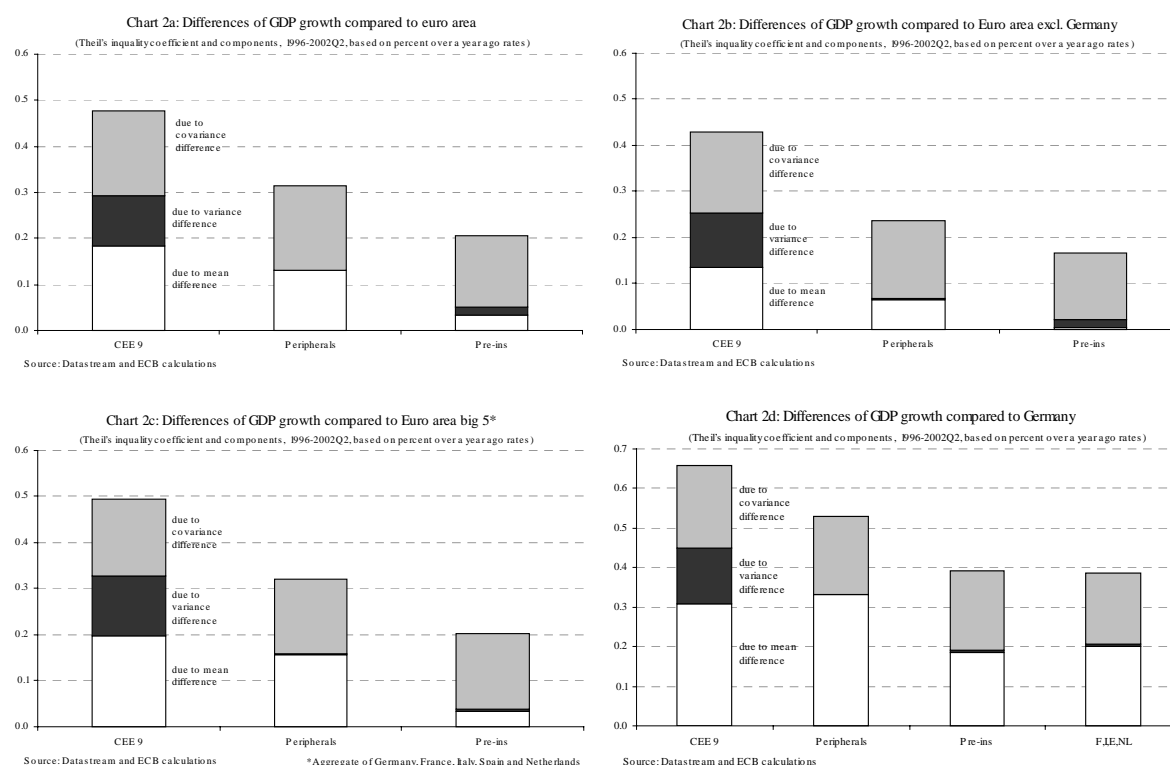 Chart 2a: Differences of GDP growth compared to euro area
(Theil's inquality coefficient and components, 1996-2002Q2, based on percent over a year ago rates)
0.6
0.5
0.4
0.3
0.2
0.1
0.0
due to
covariance
difference
due to variance
difference
due to mean
difference
CEE 9
Peripherals
Pre-ins
Source: Datastream and ECB calculations
Chart 2b: Differences of GDP growth compared to Euro area excl. Germany
(Theil's inquality coefficient and components, 1996-2002Q2, based on percent over a year ago rates)
0.6
0.5
0.4
0.3
0.2
0.1
0.0
due to
covariance
difference
due to
variance
difference
due to mean
difference
CEE 9
Peripherals
Pre-ins
Source: Datastream and ECB calculations
Chart 2c: Differences of GDP growth compared to Euro area big 5*
(Theil's inquality coefficient and components, 1996-2002Q2, based on percent over a year ago rates)
0.6
0.5
0.4
0.3
0.2
0.1
0.0
due to
covariance
difference
due to
variance
difference
due to mean
difference
CEE 9
Peripherals
Pre-ins
Source: Datastream and ECB calculations
*Aggregate of Germany, France, Italy, Spain and Netherlands
Chart 2d: Differences of GDP growth compared to Germany
(Theil's inquality coefficient and components, 1996-2002Q2, based on percent over a year ago rates)
0.7
0.6
0.5
0.4
0.3
0.2
0.1
0.0
due to
covariance
difference
due to
variance
difference
due to mean
difference
CEE 9
Peripherals
Pre-ins
F,I,E,NL
Source: Datastream and ECB calculations